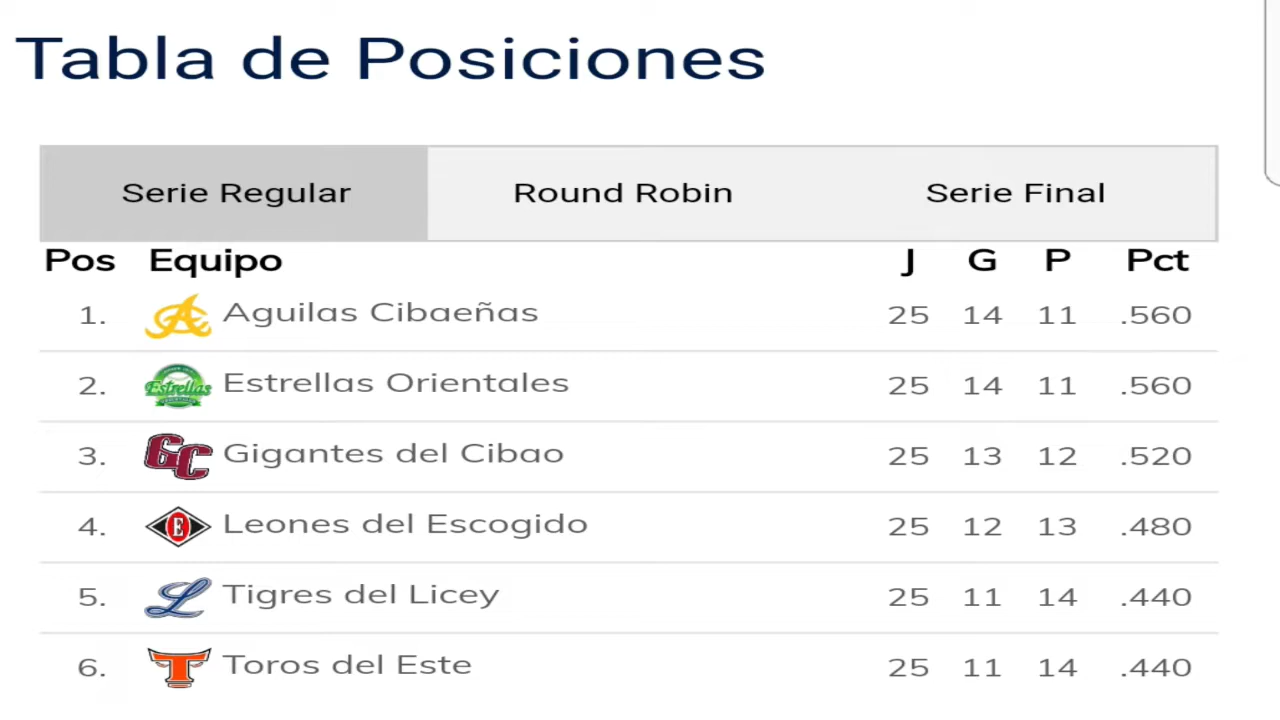 Tabla de Posiciones
Serie Regular Round Robin Serie Final
Pos Equipo J G P Pct
1. Aguilas Cibaeñas 25 14 11 .560
2. Estrellas Estrellas Orientales 25 14 11 .560
3. GC Gigantes del Cibao 25 13 12 .520
4. E Leones del Escogido 25 12 13 .480
5. L Tigres del Licey 25 11 14 .440
6. T Toros del Este 25 11 14 .440